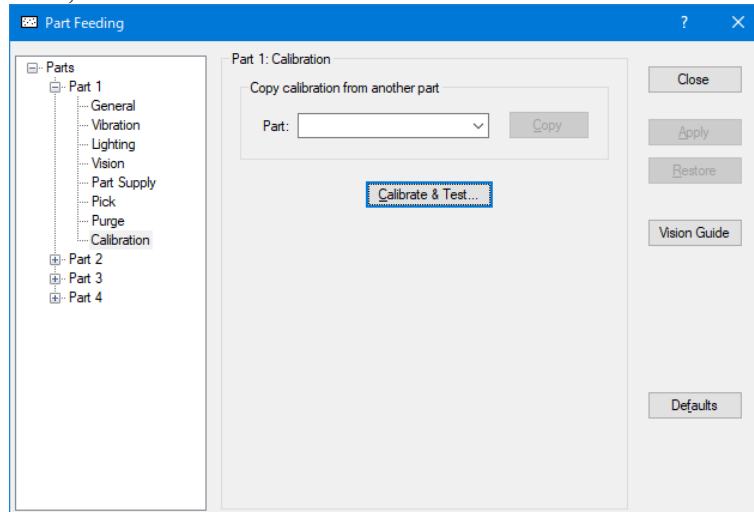 Part Feeding
? ×
Parts
Part 1
General
Vibration
Lighting
Vision
Part Supply
Pick
Purge
Calibration
Part 2
Part 3
Part 4
Part 1: Calibration
Copy calibration from another part
Part:
Copy
Calibrate & Test...
Close
Apply
Restore
Vision Guide
Defaults